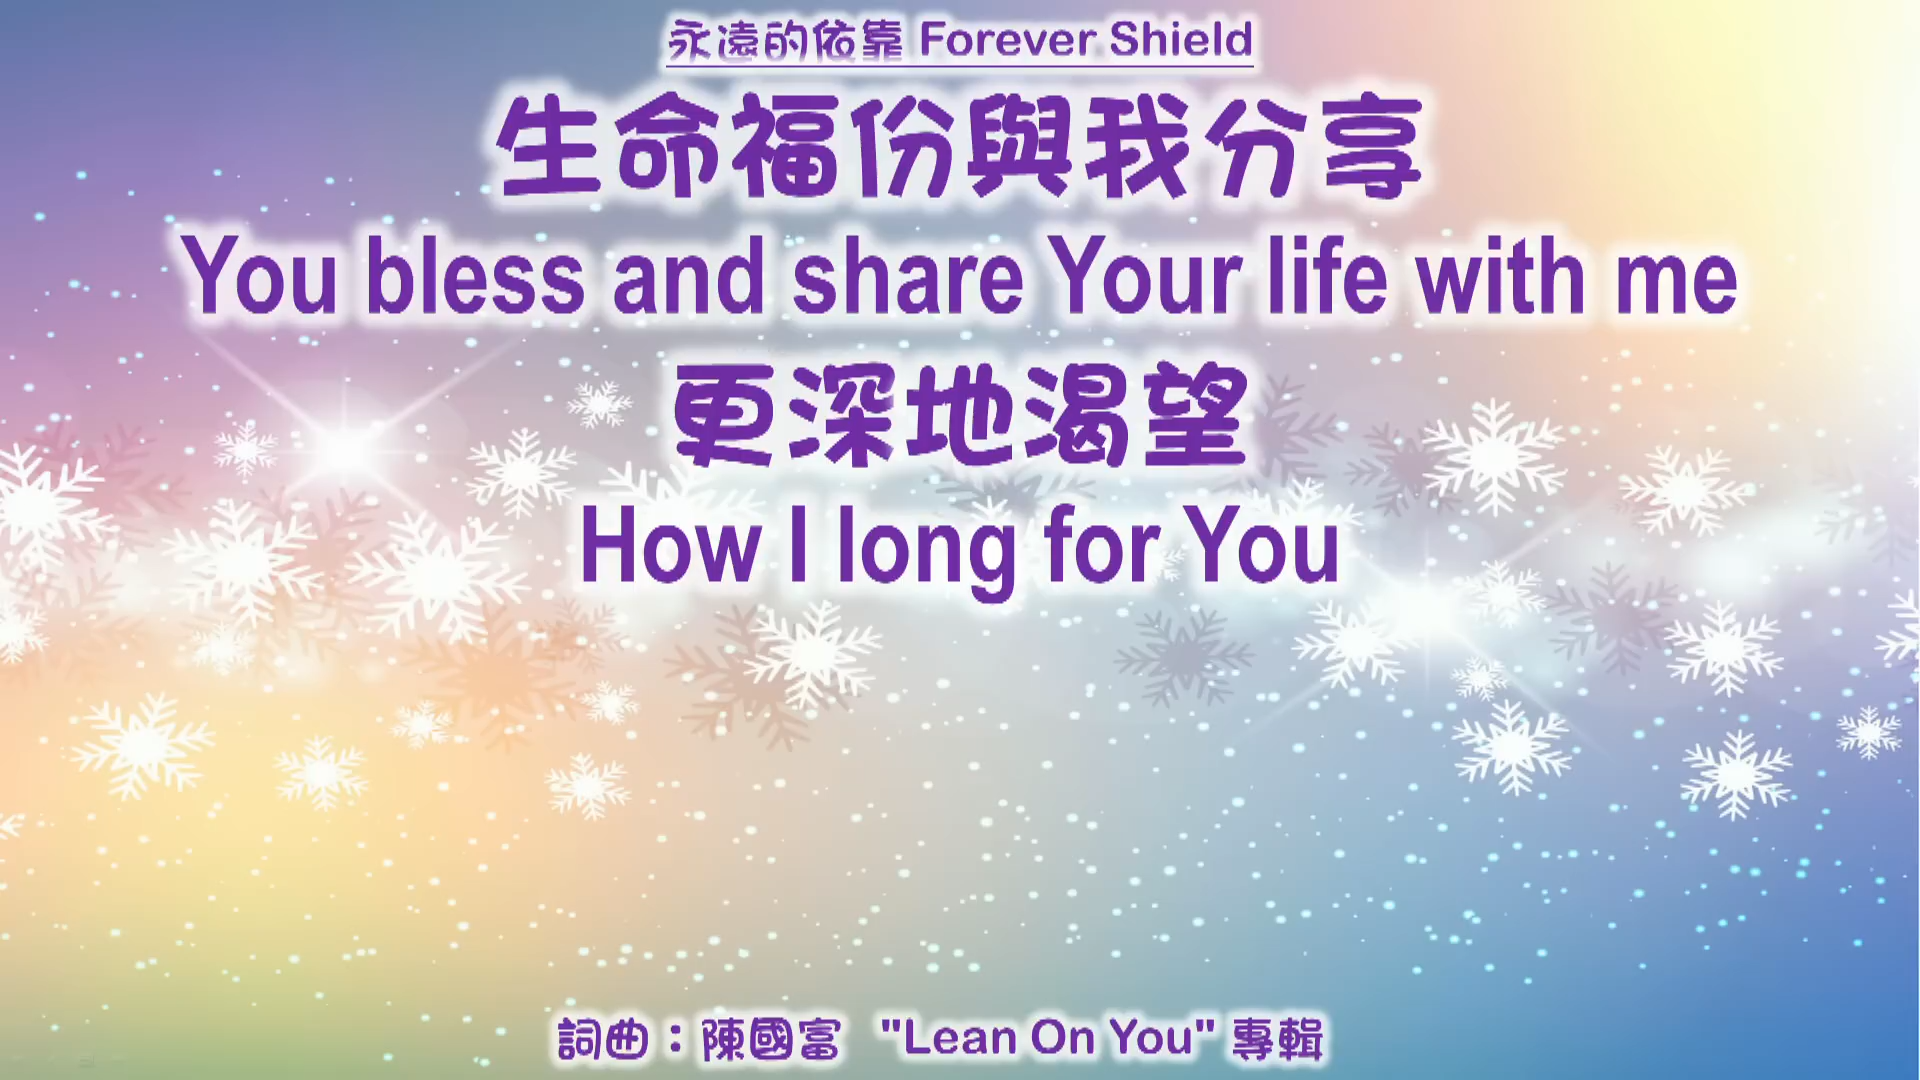 永遠的依靠 Forever Shield
生命福份與我分享
You bless and share Your life with me
更深地渴望
How I long for You
詞曲：陳國富 "Lean On You" 專輯